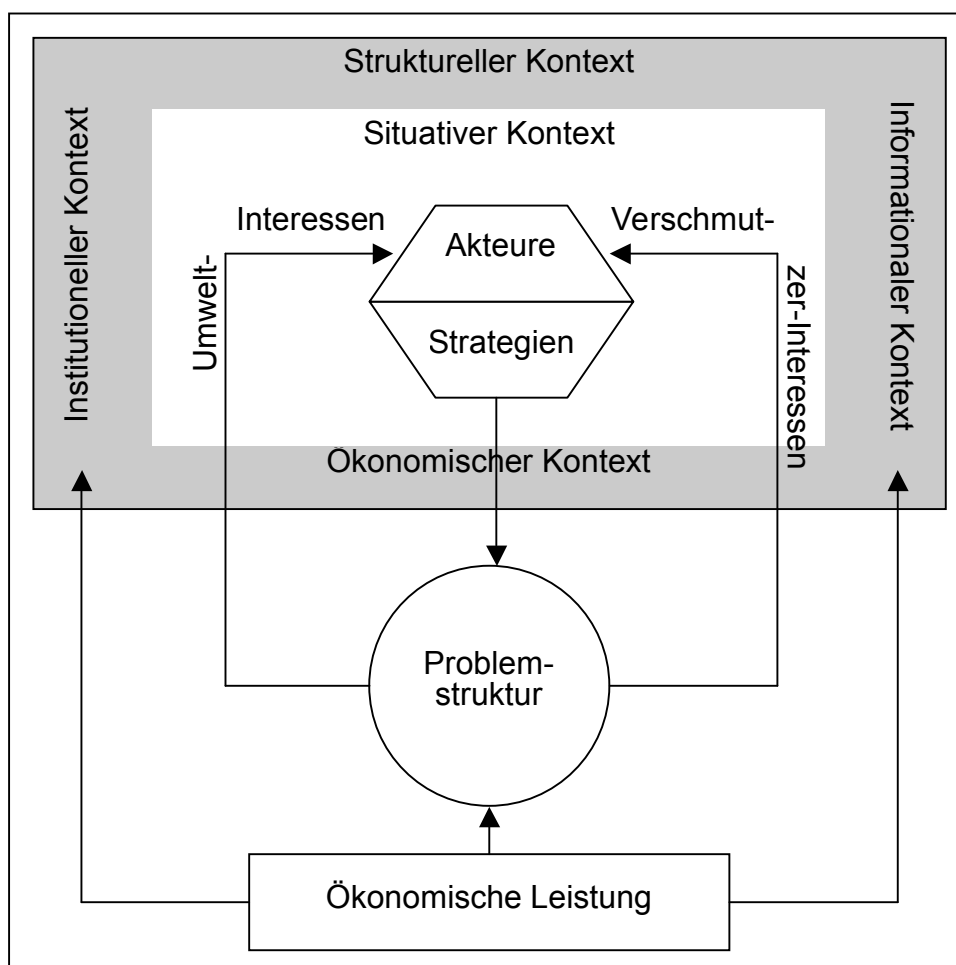 Struktureller Kontext
Institutioneller Kontext
Informationaler Kontext
Situativer Kontext
Umwelt-
Interessen
Akteure
Strategien
Verschmut-
zer-Interessen
Ökonomischer Kontext
Problem-
struktur
Ökonomische Leistung